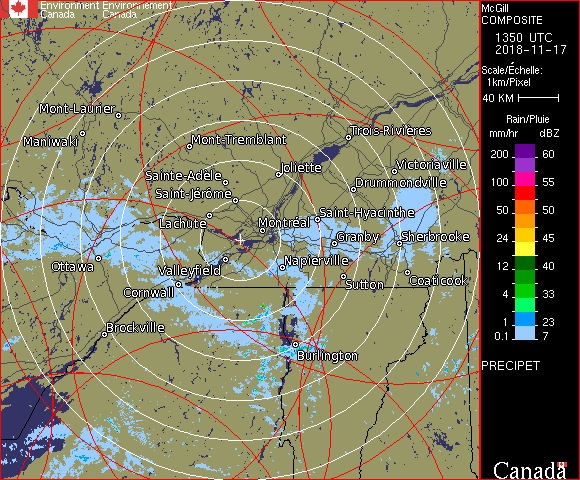 Environment Environnement
Canada Canada
McGill
COMPOSITE
1350 UTC
2018-11-17
Scale/Échelle:
1km/Pixel
40 KM
Rain/Pluie
mm/hr dBZ
200 60
100 55
50 50
24 45
12 40
4 33
1 23
0.1 7
PRECIPET
Canada
Mont-Laurier
Maniwaki
Mont-Tremblant
Trois-Rivières
Sainte-Adèle
Joliette
Victoriaville
Saint-Jérôme
Drummondville
Lachute
Montréal
Saint-Hyacinthe
Granby
Sherbrooke
Ottawa
Valleyfield
Napierville
Cornwall
Sutton
Coaticook
Brockville
Burlington